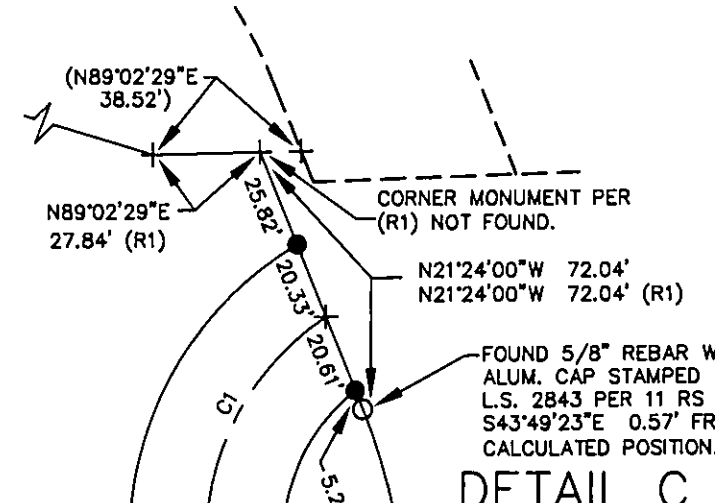 (N89°02'29"E
38.52')
N89°02'29"E
27.84' (R1)
CORNER MONUMENT PER
(R1) NOT FOUND.
25.82'
20.33'
20.61'
N21°24'00"W 72.04'
N21°24'00"W 72.04' (R1)
FOUND 5/8" REBAR W
ALUM. CAP STAMPED
L.S. 2843 PER 11 RS
S43°49'23"E 0.57' FR
CALCULATED POSITION.
C1
5.2
DETAIL C